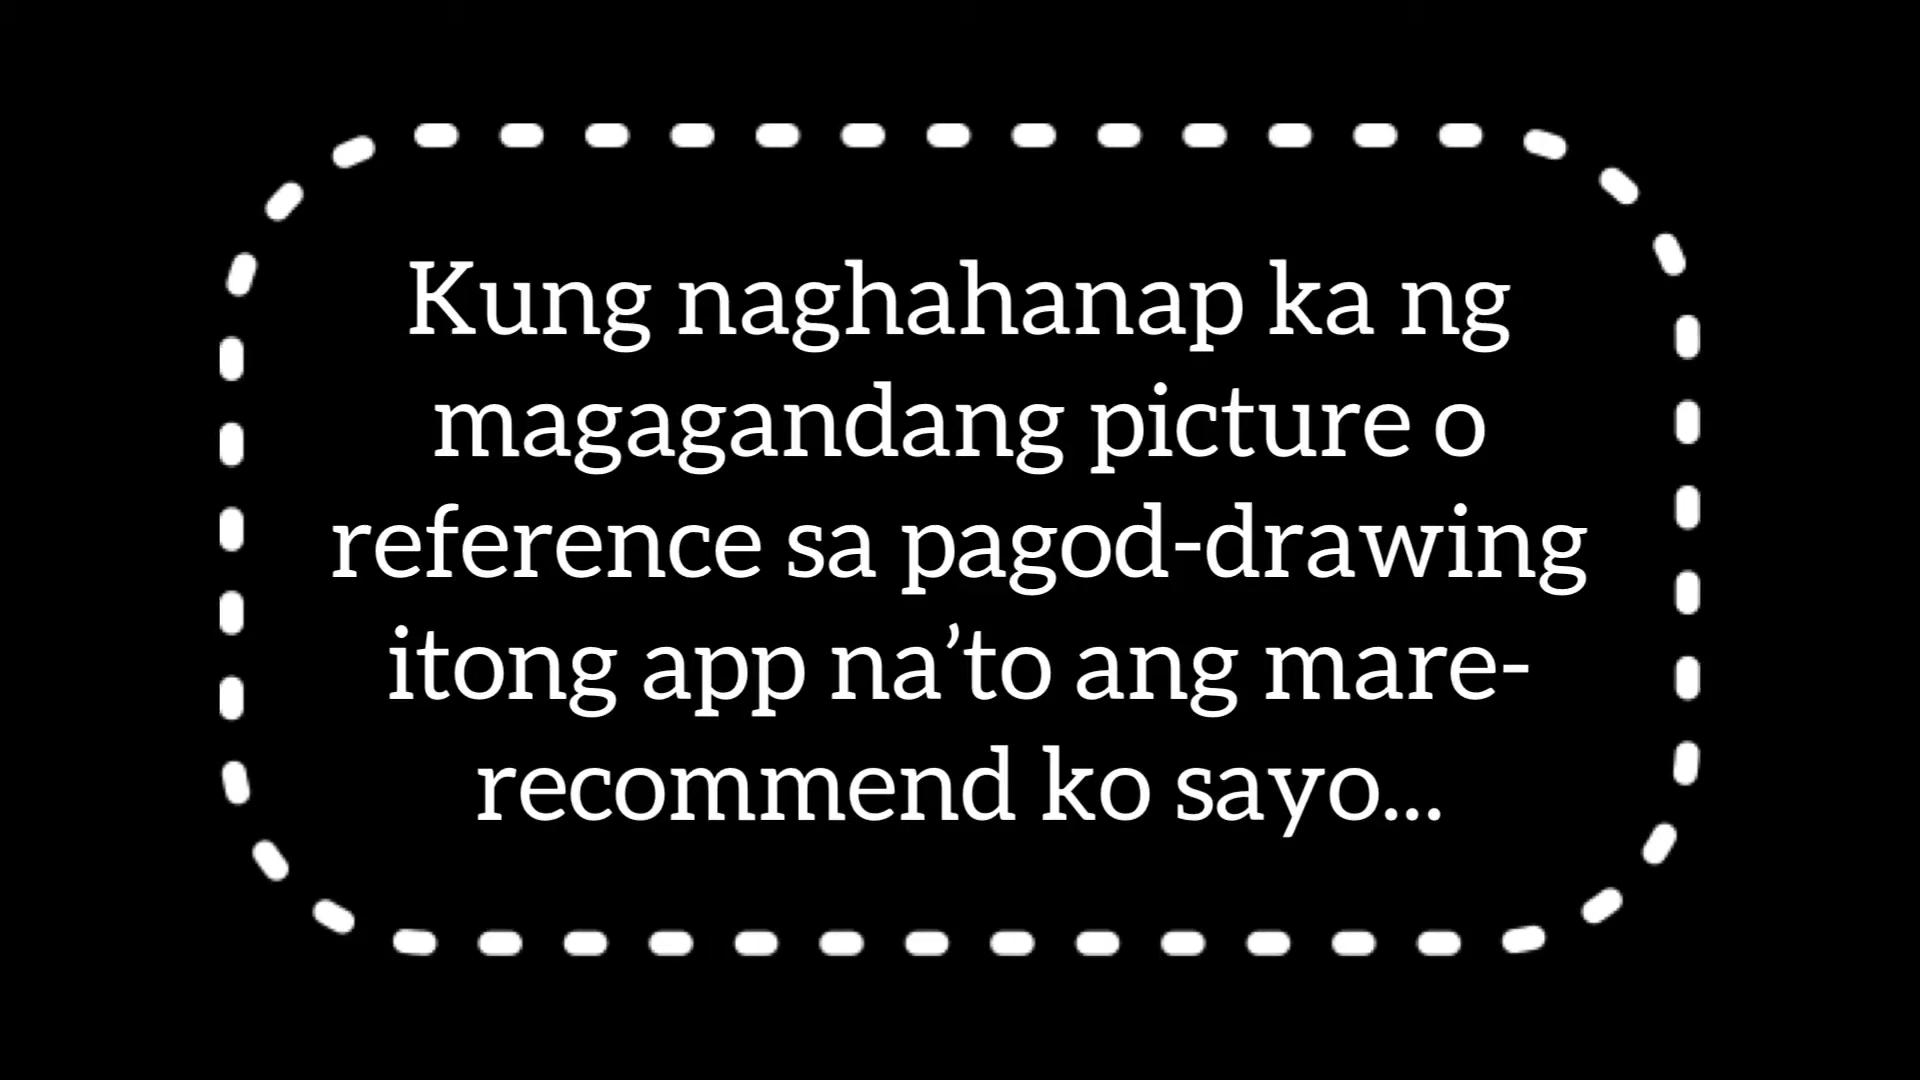 Kung naghahanap ka ng
magagandang picture o
reference sa pagod-drawing
itong app na’to ang mare-
recommend ko sayo...